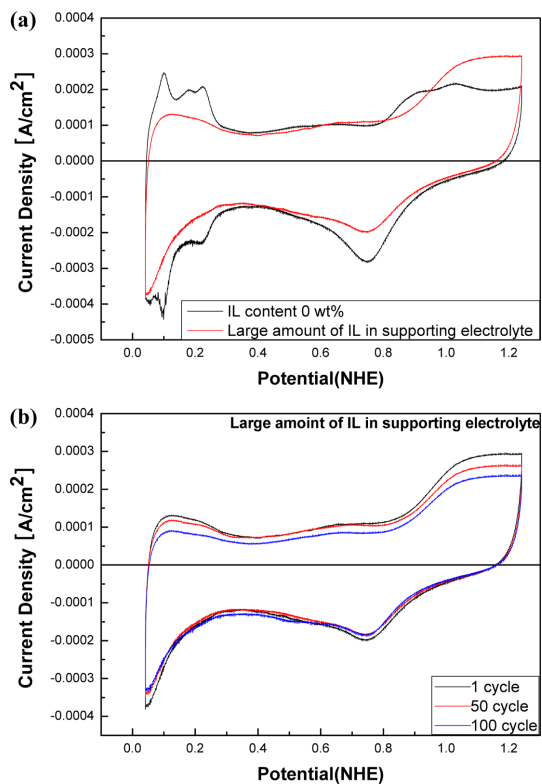 (a)
0.0004
0.0003
0.0002
0.0001
0.0000
-0.0001
-0.0002
-0.0003
-0.0004
-0.0005
Current Density [A/cm2]
IL content 0 wt%
Large amount of IL in supporting electrolyte
0.0 0.2 0.4 0.6 0.8 1.0 1.2
Potential(NHE)
(b)
Large amoint of IL in supporting electrolyte
0.0004
0.0003
0.0002
0.0001
0.0000
-0.0001
-0.0002
-0.0003
-0.0004
Current Density [A/cm2]
1 cycle
50 cycle
100 cycle
0.0 0.2 0.4 0.6 0.8 1.0 1.2
Potential(NHE)